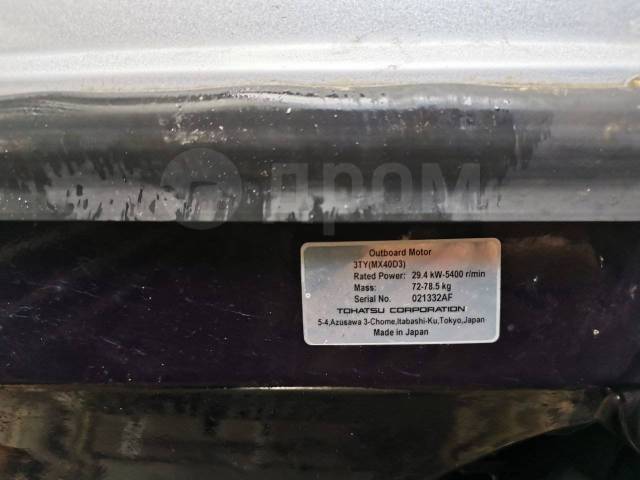 ДРОМ
Outboard Motor
3TY(MX40D3)
Rated Power: 29.4 kW-5400 r/min
Mass: 72-78.5 kg
Serial No. 021332AF
TOHATSU CORPORATION
5-4,Azusawa 3-Chome,Itabashi-Ku,Tokyo,Japan
Made in Japan